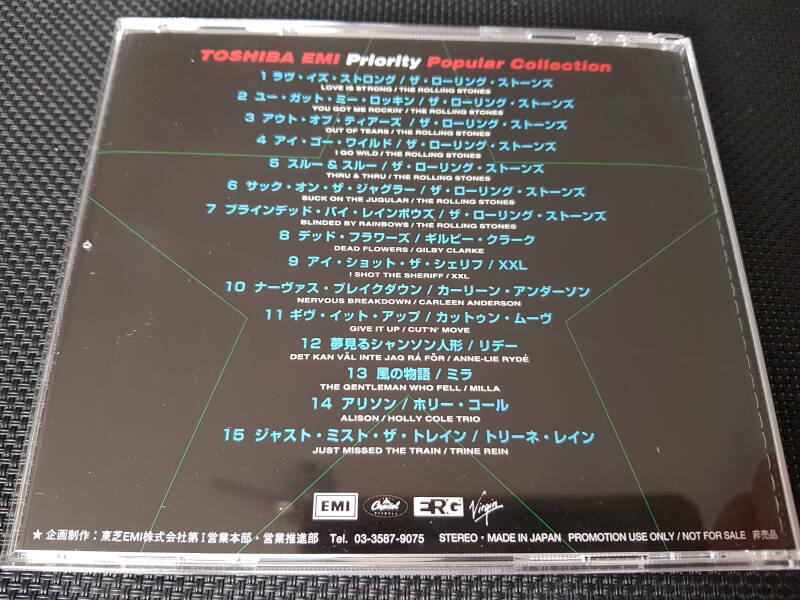 TOSHIBA EMI Priority Popular Collection
1 ラヴ・イズ・ストロング / ザ・ローリング・ストーンズ
LOVE IS STRONG / THE ROLLING STONES
2 ユー・ガット・ミー・ロッキン / ザ・ローリング・ストーンズ
YOU GOT ME ROCKIN' / THE ROLLING STONES
3 アウト・オブ・ティアーズ / ザ・ローリング・ストーンズ
OUT OF TEARS / THE ROLLING STONES
4 アイ・ゴー・ワイルド / ザ・ローリング・ストーンズ
I GO WILD / THE ROLLING STONES
5 スルー & スルー / ザ・ローリング・ストーンズ
THRU & THRU / THE ROLLING STONES
6 サック・オン・ザ・ジャグラー / ザ・ローリング・ストーンズ
SUCK ON THE JUGULAR / THE ROLLING STONES
7 ブラインデッド・バイ・レインボウズ / ザ・ローリング・ストーンズ
BLINDED BY RAINBOWS / THE ROLLING STONES
8 デッド・フラワーズ / ギルビー・クラーク
DEAD FLOWERS / GILBY CLARKE
9 アイ・ショット・ザ・シェリフ / XXL
I SHOT THE SHERIFF / XXL
10 ナーヴァス・ブレイクダウン / カーリーン・アンダーソン
NERVOUS BREAKDOWN / CARLEEN ANDERSON
11 ギヴ・イット・アップ / カットゥン・ムーヴ
GIVE IT UP / CUT'N' MOVE
12 夢見るシャンソン人形 / リデー
DET KAN VÄL INTE JAG RÅ FÖR / ANNE-LIE RYDÉ
13 風の物語 / ミラ
THE GENTLEMAN WHO FELL / MILLA
14 アリソン / ホリー・コール
ALISON / HOLLY COLE TRIO
15 ジャスト・ミスト・ザ・トレイン / トリーネ・レイン
JUST MISSED THE TRAIN / TRINE REIN
EMI Capitol RECORDS ERG Virgin
★ 企画制作：東芝EMI株式会社第Ⅰ営業本部・営業推進部 Tel. 03-3587-9075 STEREO・MADE IN JAPAN PROMOTION USE ONLY / NOT FOR SALE 非売品